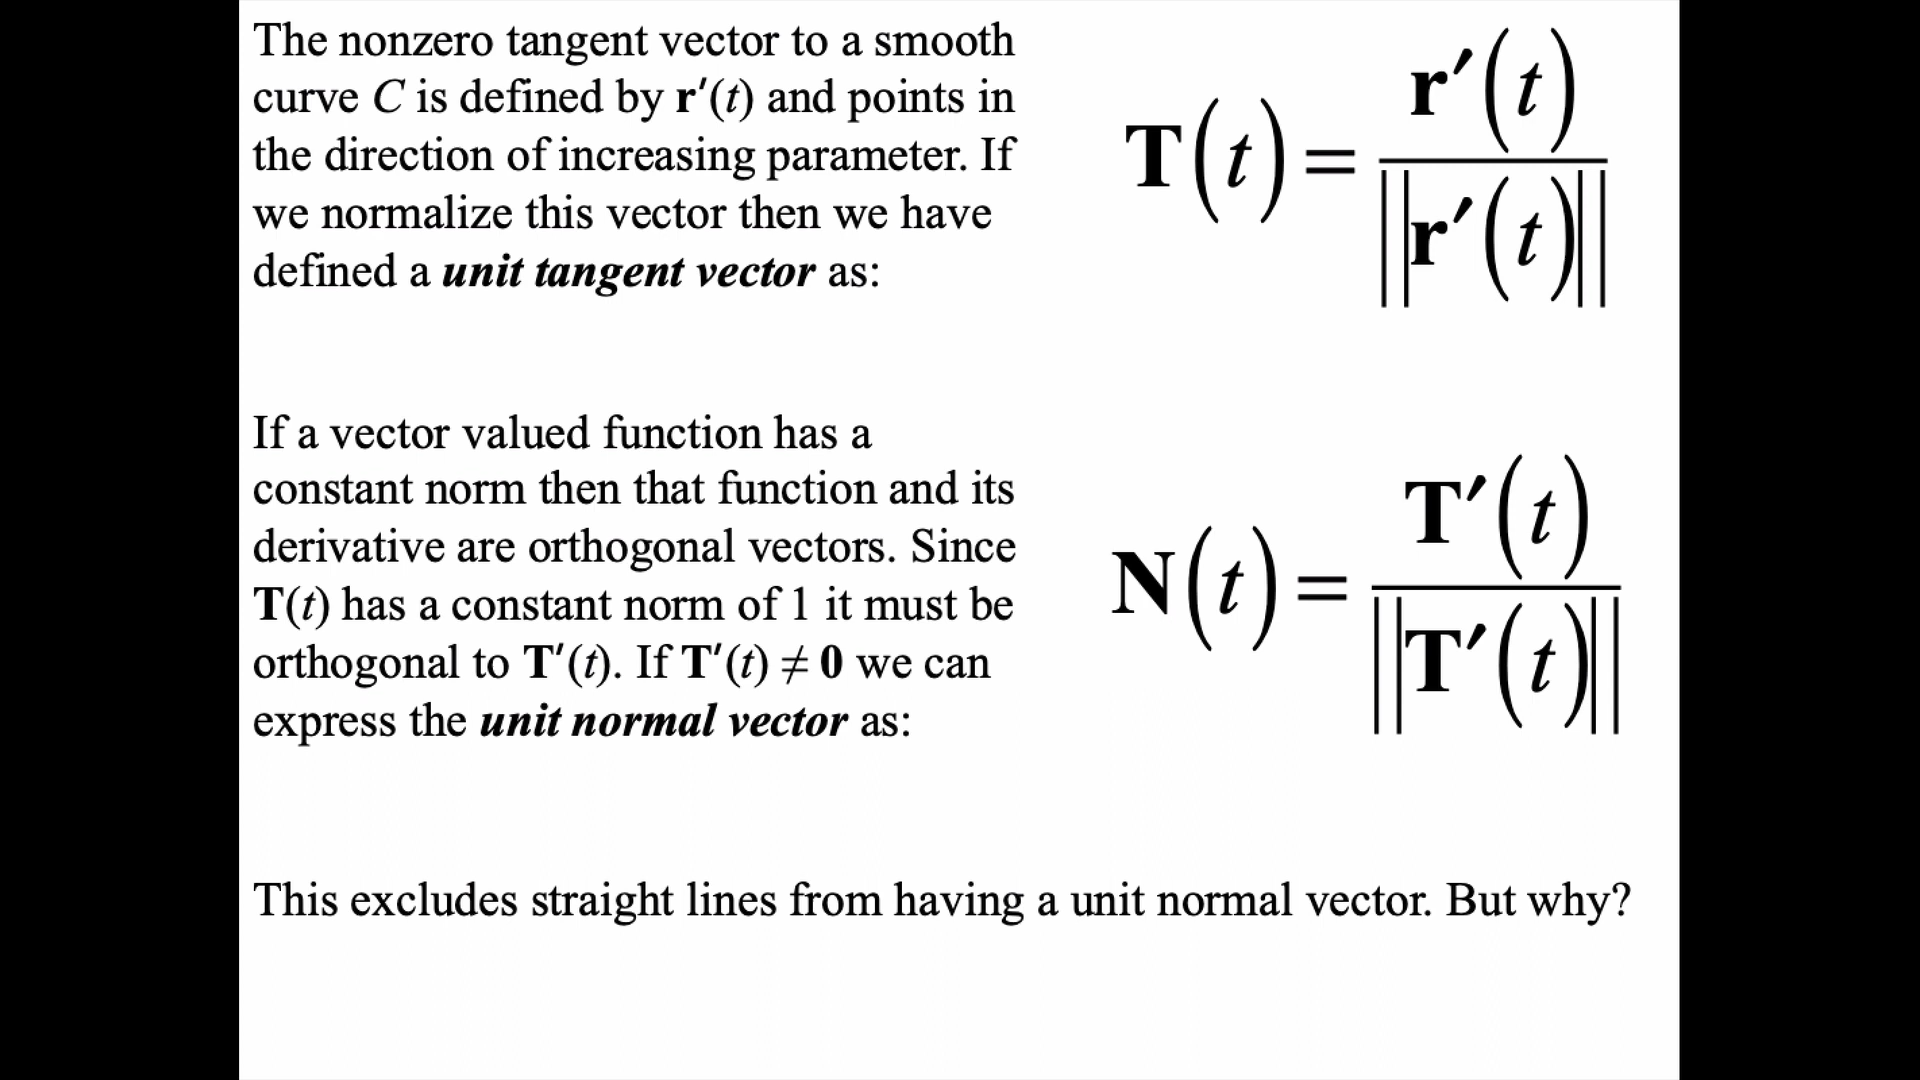 The nonzero tangent vector to a smooth
curve C is defined by r′(t) and points in
the direction of increasing parameter. If
we normalize this vector then we have
defined a unit tangent vector as:
T(t) = r′(t) / ||r′(t)||
If a vector valued function has a
constant norm then that function and its
derivative are orthogonal vectors. Since
T(t) has a constant norm of 1 it must be
orthogonal to T′(t). If T′(t) ≠ 0 we can
express the unit normal vector as:
N(t) = T′(t) / ||T′(t)||
This excludes straight lines from having a unit normal vector. But why?